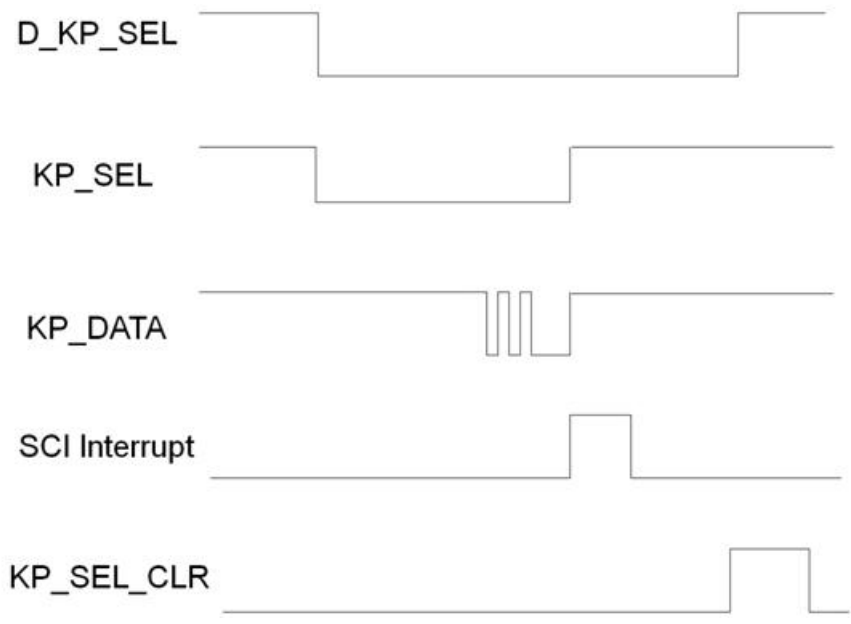 D_KP_SEL
KP_SEL
KP_DATA
SCI Interrupt
KP_SEL_CLR